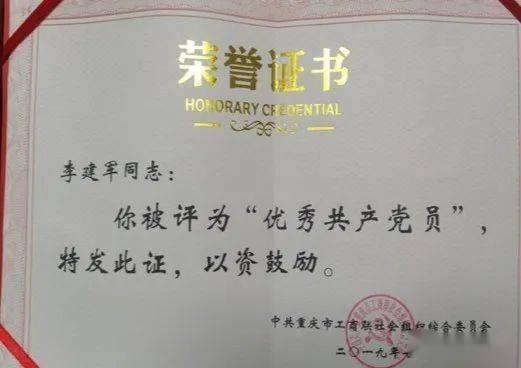 荣誉证书
HONORARY CREDENTIAL
李建军同志：
你被评为“优秀共产党员”，
特发此证，以资鼓励。
中共重庆市工商联社会组织综合委员会
二〇一九年